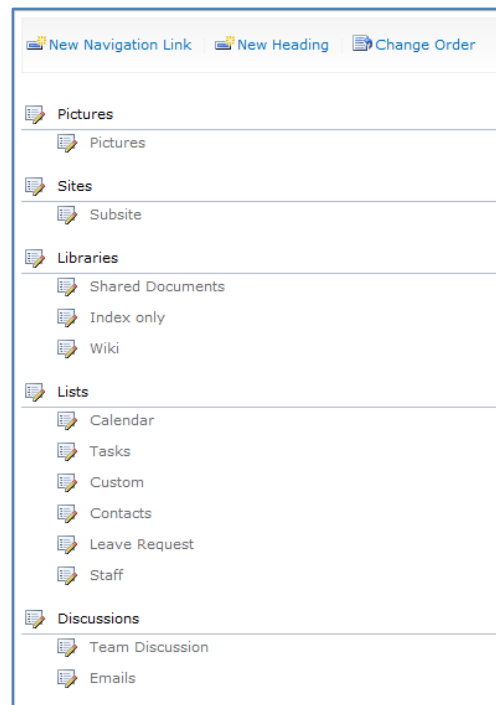 New Navigation Link New Heading Change Order
Pictures
Pictures
Sites
Subsite
Libraries
Shared Documents
Index only
Wiki
Lists
Calendar
Tasks
Custom
Contacts
Leave Request
Staff
Discussions
Team Discussion
Emails